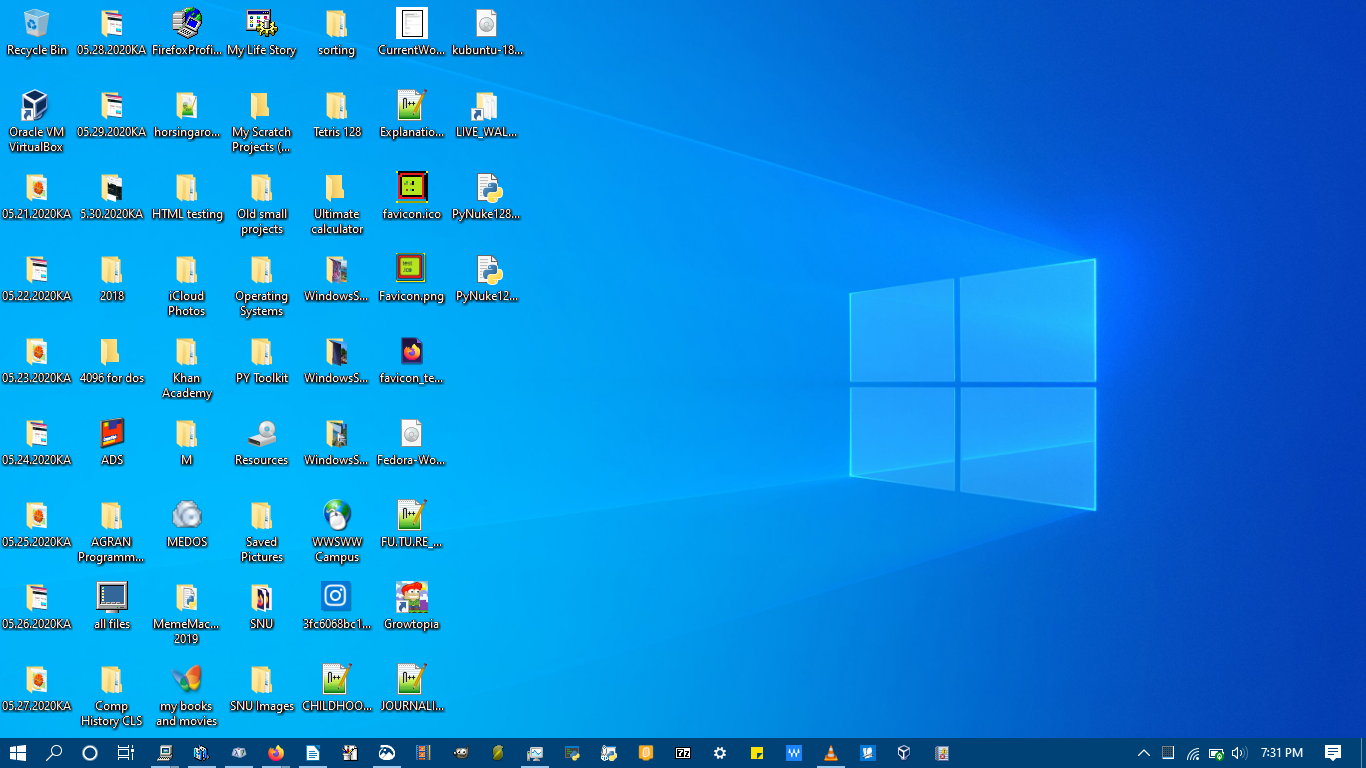 Recycle Bin
05.28.2020KA
FirefoxProfi...
My Life Story
sorting
CurrentWo...
kubuntu-18...
Oracle VM
VirtualBox
05.29.2020KA
horsingaro...
My Scratch
Projects (...
Tetris 128
Explanatio...
LIVE_WAL...
05.21.2020KA
5.30.2020KA
HTML testing
Old small
projects
Ultimate
calculator
favicon.ico
PyNuke128...
05.22.2020KA
2018
iCloud
Photos
Operating
Systems
WindowsS...
Favicon.png
PyNuke12...
05.23.2020KA
4096 for dos
Khan
Academy
PY Toolkit
WindowsS...
favicon_te...
05.24.2020KA
ADS
M
Resources
WindowsS...
Fedora-Wo...
05.25.2020KA
AGRAN
Programm...
MEDOS
Saved
Pictures
WWSWW
Campus
FU.TU.RE_...
05.26.2020KA
all files
MemeMac...
2019
SNU
3fc6068bc1...
Growtopia
05.27.2020KA
Comp
History CLS
my books
and movies
SNU Images
CHILDHOO...
JOURNALI...
7:31 PM